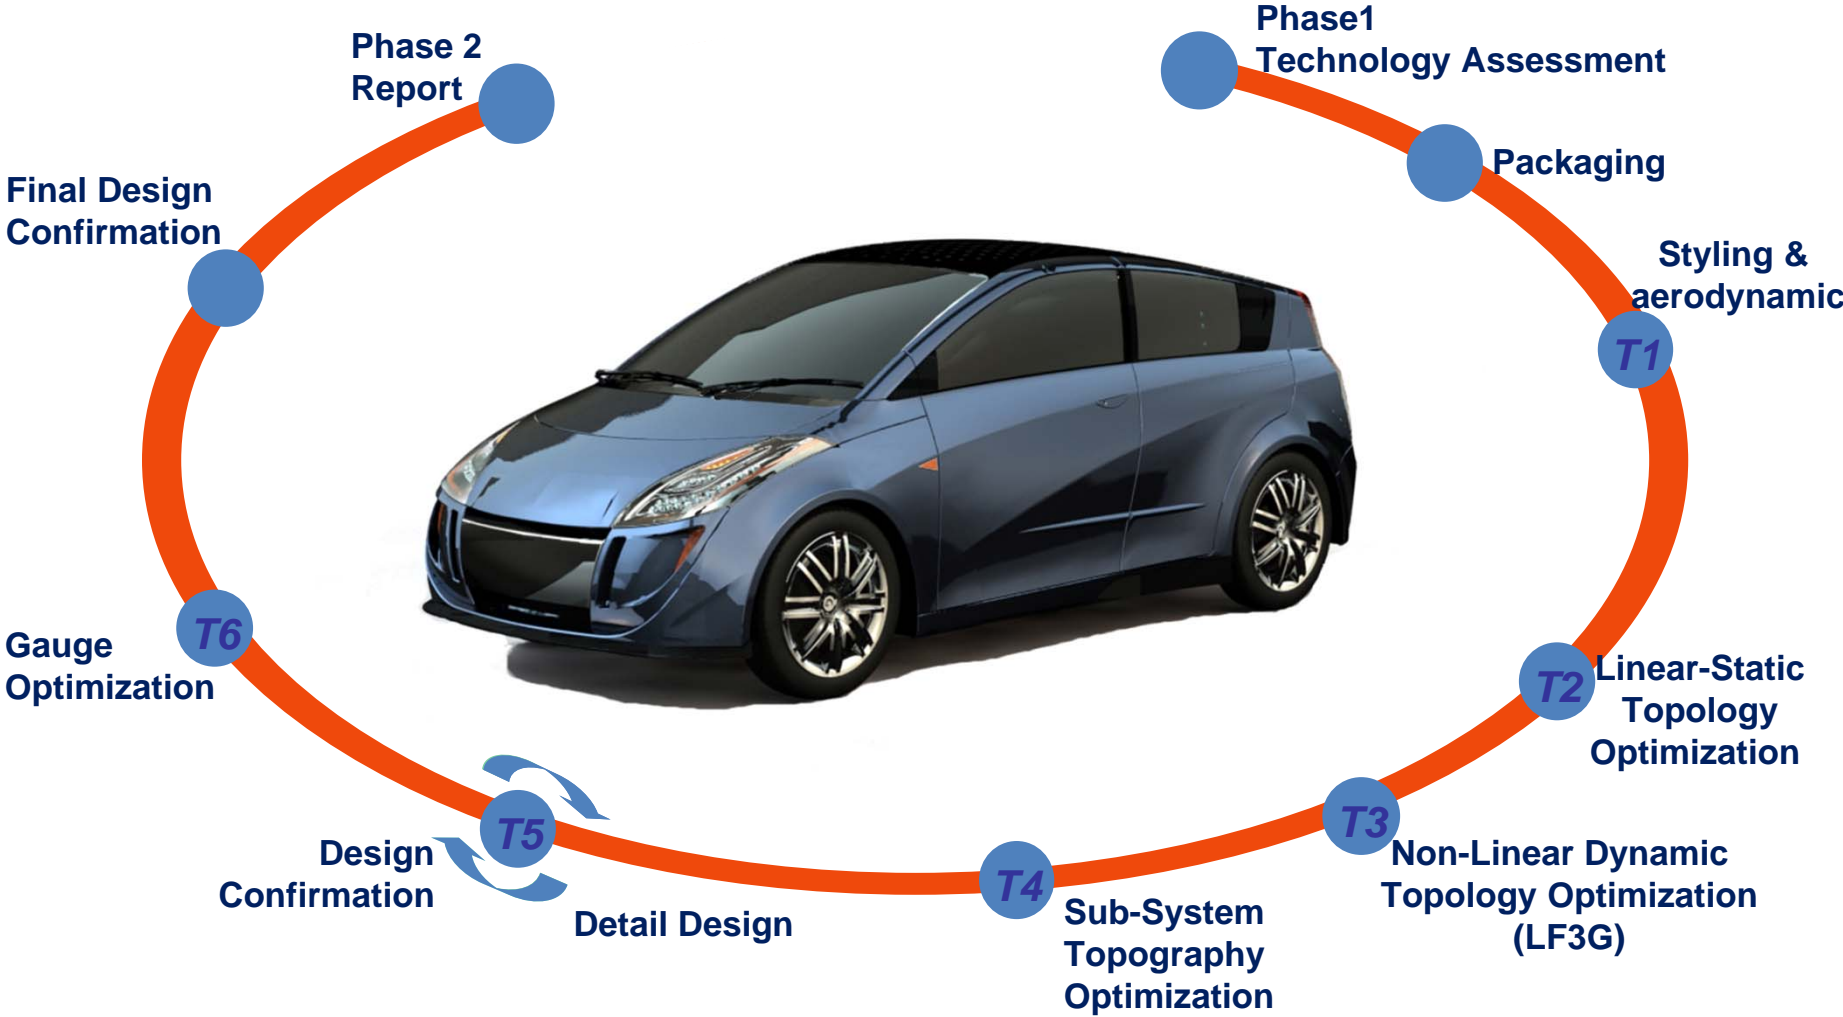 Phase1
Technology Assessment
Packaging
Styling &
aerodynamic
T1
T2
Linear-Static
Topology
Optimization
T3
Non-Linear Dynamic
Topology Optimization
(LF3G)
T4
Sub-System
Topography
Optimization
T5
Detail Design
Design
Confirmation
T6
Gauge
Optimization
Final Design
Confirmation
Phase 2
Report